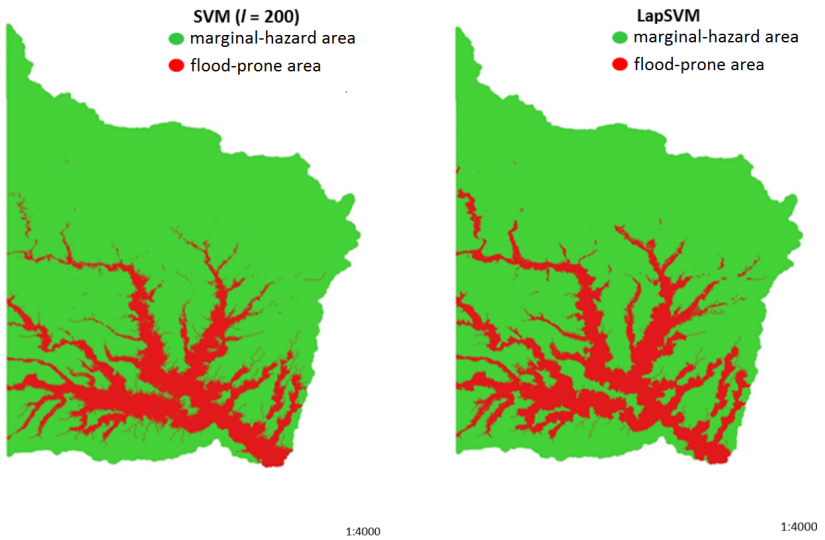 SVM (l = 200)
marginal-hazard area
flood-prone area
LapSVM
marginal-hazard area
flood-prone area
1:4000
1:4000